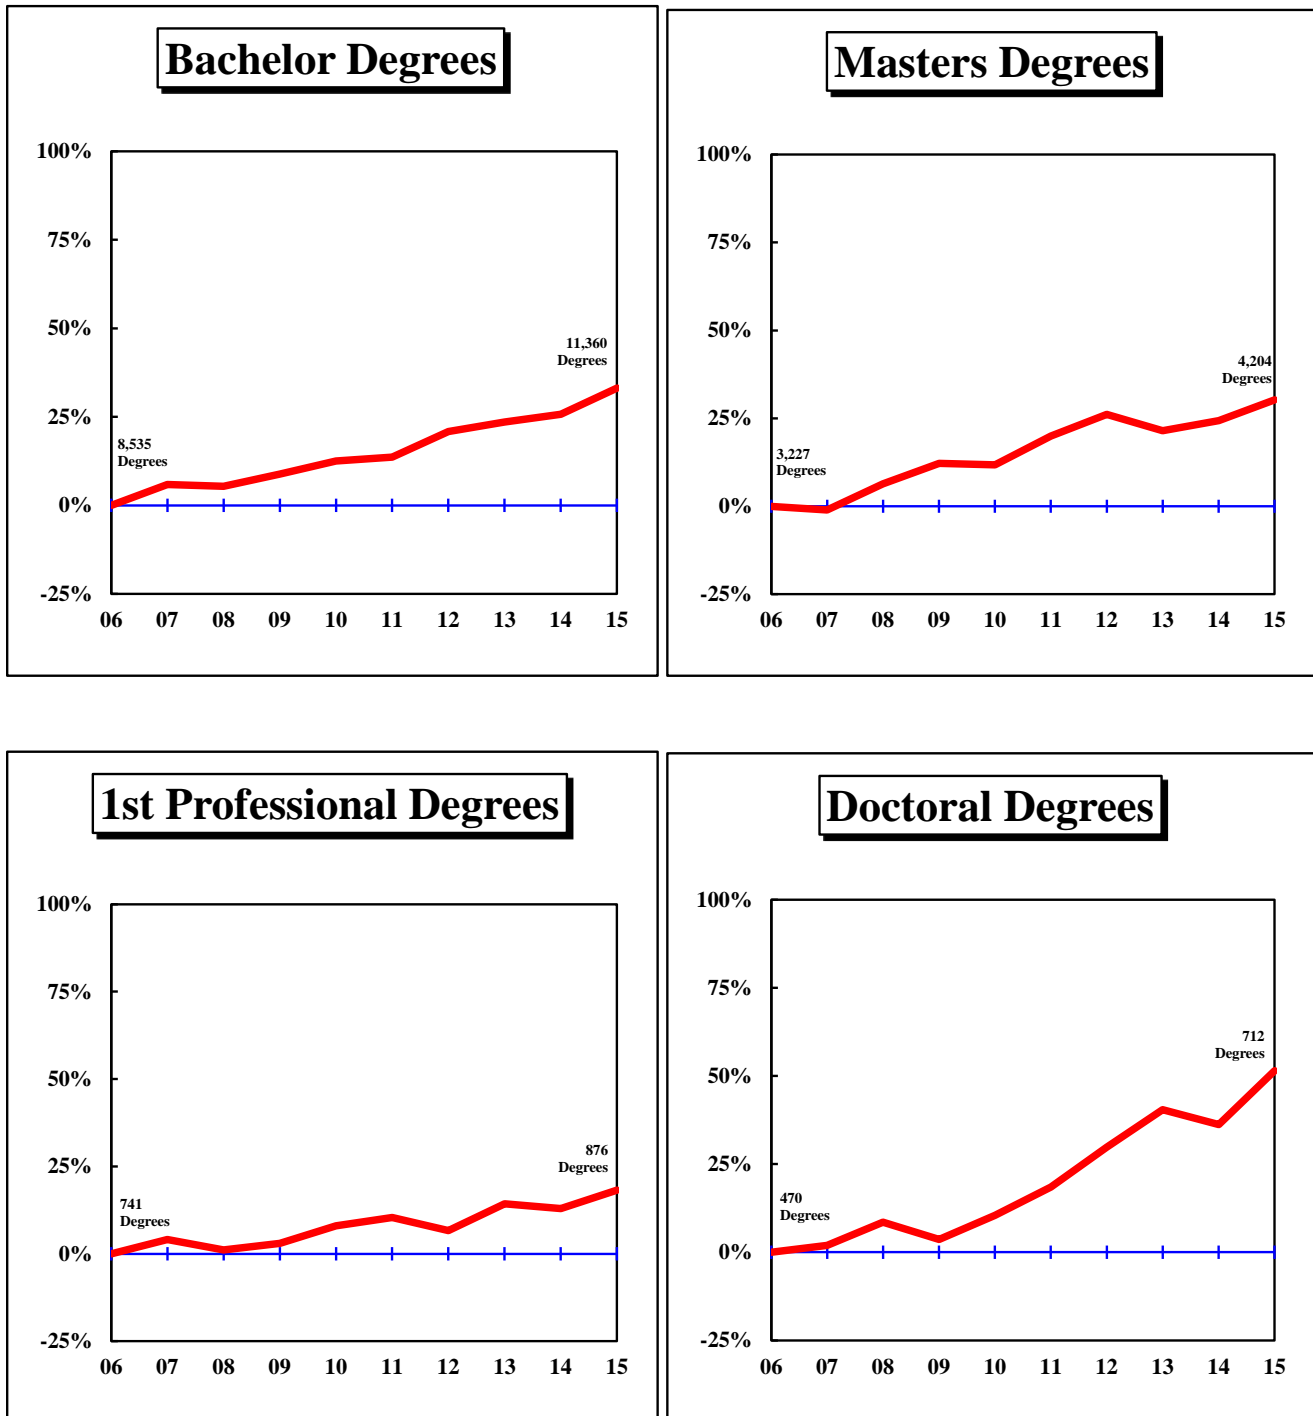 Bachelor Degrees
100%
75%
50%
25%
0%
-25%
11,360
Degrees
8,535
Degrees
06 07 08 09 10 11 12 13 14 15
Masters Degrees
100%
75%
50%
25%
0%
-25%
4,204
Degrees
3,227
Degrees
06 07 08 09 10 11 12 13 14 15
1st Professional Degrees
100%
75%
50%
25%
0%
-25%
876
Degrees
741
Degrees
06 07 08 09 10 11 12 13 14 15
Doctoral Degrees
100%
75%
50%
25%
0%
-25%
712
Degrees
470
Degrees
06 07 08 09 10 11 12 13 14 15